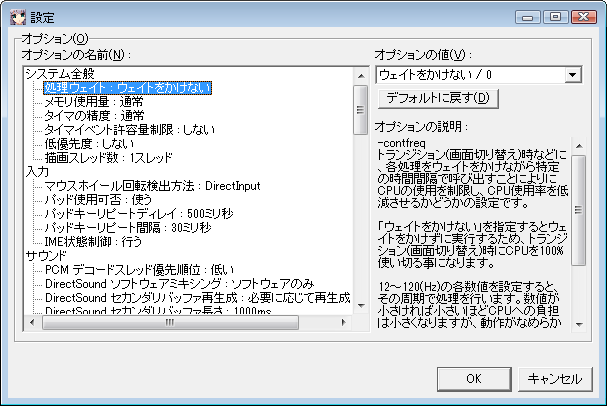 設定
オプション(O)
オプションの名前(N) :
システム全般
処理ウェイト : ウェイトをかけない
メモリ使用量 : 通常
タイマの精度 : 通常
タイマイベント許容量制限 : しない
低優先度 : しない
描画スレッド数 : 1スレッド
入力
マウスホイール回転検出方法 : DirectInput
パッド使用可否 : 使う
パッドキーリピートディレイ : 500ミリ秒
パッドキーリピート間隔 : 30ミリ秒
IME状態制御 : 行う
サウンド
PCM デコードスレッド優先順位 : 低い
DirectSound ソフトウェアミキシング : ソフトウェアのみ
DirectSound セカンダリバッファ再生成 : 必要に応じて再生成
DirectSound セカンダリバッファ長さ : 1000ms
オプションの値(V) :
ウェイトをかけない / 0
デフォルトに戻す(D)
オプションの説明 :
-contfreq
トランジション(画面切り替え)時などに
、各処理をウェイトをかけながら特定
の時間間隔で呼び出すことによりに
CPUの使用を制限し、CPU使用率を低
減させるかどうかの設定です。
「ウェイトをかけない」を指定するとウェ
イトをかけずに実行するため、トランジ
ション(画面切り替え)時にCPUを100%
使い切る事になります。
12～120(Hz)の各数値を設定すると、
その周期で処理を行います。数値が
小さければ小さいほどCPUへの負担
は小さくなりますが、動作がなめらか
OK
キャンセル